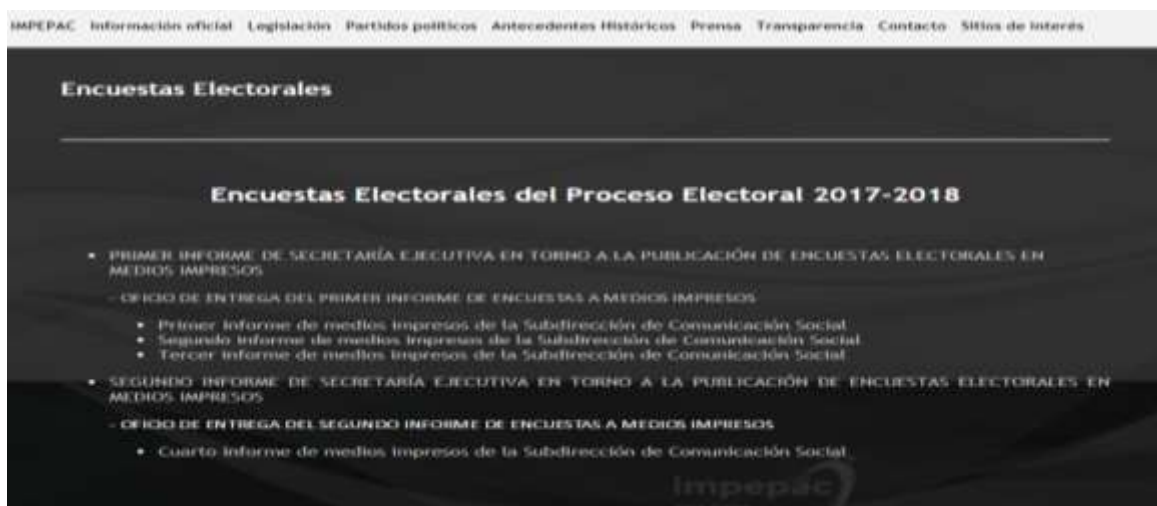 IMPEPAC Información oficial Legislación Partidos políticos Antecedentes Históricos Prensa Transparencia Contacto Sitios de interés
Encuestas Electorales
Encuestas Electorales del Proceso Electoral 2017-2018
• PRIMER INFORME DE SECRETARÍA EJECUTIVA EN TORNO A LA PUBLICACIÓN DE ENCUESTAS ELECTORALES EN
MEDIOS IMPRESOS
- OFICIO DE ENTREGA DEL PRIMER INFORME DE ENCUESTAS A MEDIOS IMPRESOS
• Primer informe de medios impresos de la Subdirección de Comunicación Social
• Segundo informe de medios impresos de la Subdirección de Comunicación Social
• Tercer informe de medios impresos de la Subdirección de Comunicación Social
• SEGUNDO INFORME DE SECRETARÍA EJECUTIVA EN TORNO A LA PUBLICACIÓN DE ENCUESTAS ELECTORALES EN
MEDIOS IMPRESOS
- OFICIO DE ENTREGA DEL SEGUNDO INFORME DE ENCUESTAS A MEDIOS IMPRESOS
• Cuarto informe de medios impresos de la Subdirección de Comunicación Social
impepac